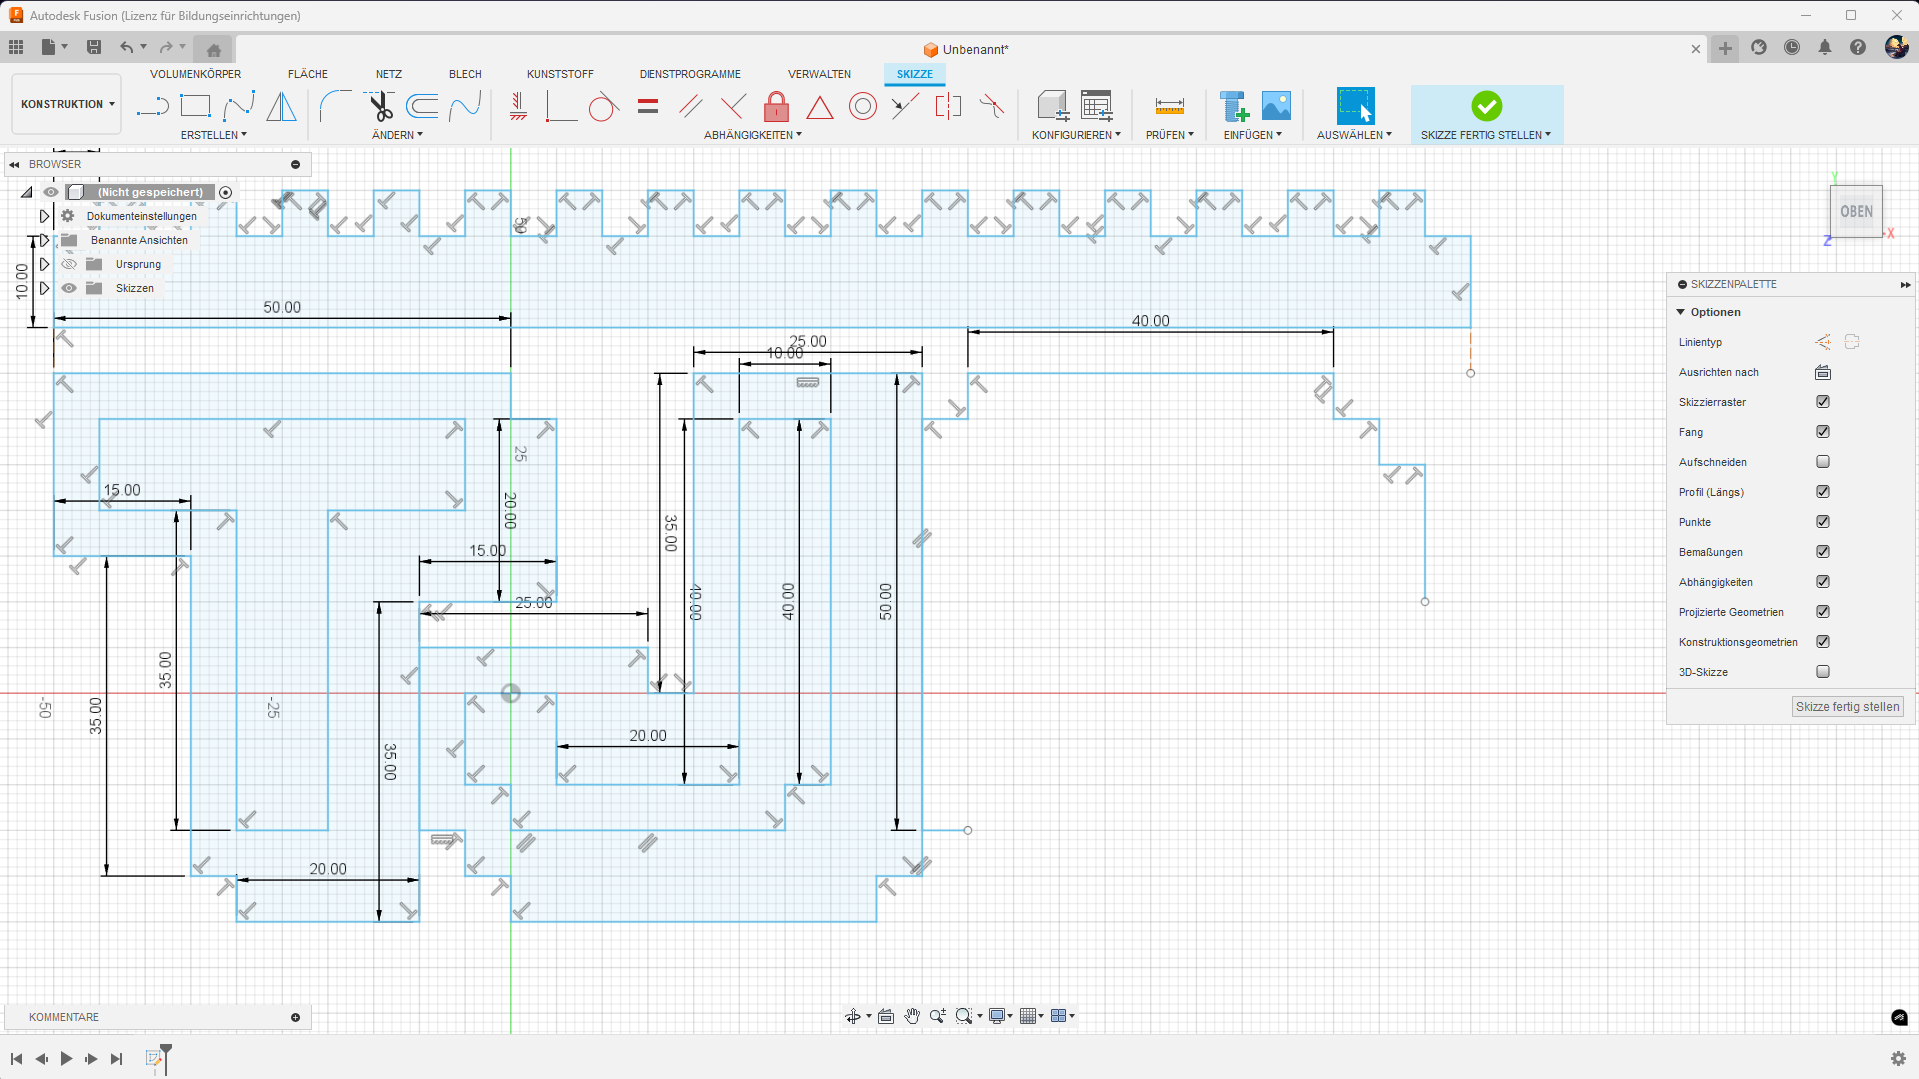 Autodesk Fusion (Lizenz für Bildungseinrichtungen)
Unbenannt*
VOLUMENKÖRPER FLÄCHE NETZ BLECH KUNSTSTOFF DIENSTPROGRAMME VERWALTEN SKIZZE
KONSTRUKTION
ERSTELLEN ÄNDERN ABHÄNGIGKEITEN KONFIGURIEREN PRÜFEN EINFÜGEN AUSWÄHLEN SKIZZE FERTIG STELLEN
BROWSER
(Nicht gespeichert)
Dokumenteinstellungen
Benannte Ansichten
Ursprung
Skizzen
OBEN
Y
X
Z
50
10.00
50.00
40.00
25.00
10.00
25
15.00
20.00
35.00
15.00
25.00
40.00
40.00
50.00
35.00
35.00
-50
-25
20.00
35.00
20.00
SKIZZENPALETTE
Optionen
Linientyp
Ausrichten nach
Skizzierraster
Fang
Aufschneiden
Profil (Längs)
Punkte
Bemaßungen
Abhängigkeiten
Projizierte Geometrien
Konstruktionsgeometrien
3D-Skizze
Skizze fertig stellen
KOMMENTARE